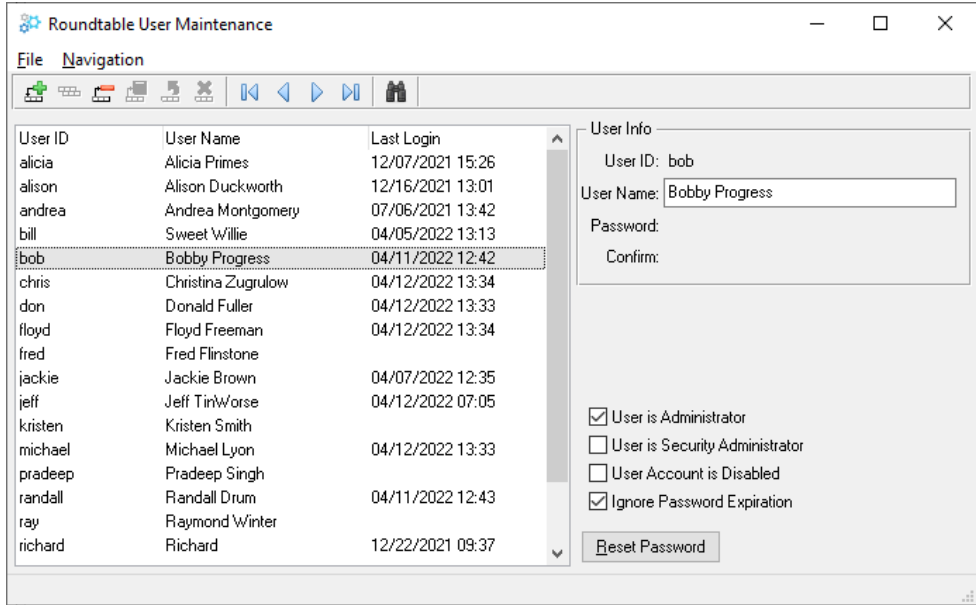 Roundtable User Maintenance
File Navigation
User ID User Name Last Login
alicia Alicia Primes 12/07/2021 15:26
alison Alison Duckworth 12/16/2021 13:01
andrea Andrea Montgomery 07/06/2021 13:42
bill Sweet Willie 04/05/2022 13:13
bob Bobby Progress 04/11/2022 12:42
chris Christina Zugrulow 04/12/2022 13:34
don Donald Fuller 04/12/2022 13:33
floyd Floyd Freeman 04/12/2022 13:34
fred Fred Flinstone
jackie Jackie Brown 04/07/2022 12:35
jeff Jeff TinWorse 04/12/2022 07:05
kristen Kristen Smith
michael Michael Lyon 04/12/2022 13:33
pradeep Pradeep Singh
randall Randall Drum 04/11/2022 12:43
ray Raymond Winter
richard Richard 12/22/2021 09:37
User Info
User ID: bob
User Name: Bobby Progress
Password:
Confirm:
User is Administrator
User is Security Administrator
User Account is Disabled
Ignore Password Expiration
Reset Password